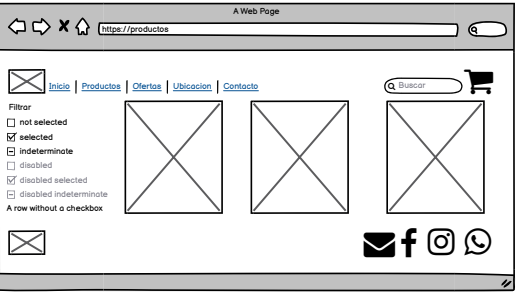 A Web Page
https://productos
Inicio Productos Ofertas Ubicacion Contacto
Buscar
Filtrar
not selected
selected
indeterminate
disabled
disabled selected
disabled indeterminate
A row without a checkbox